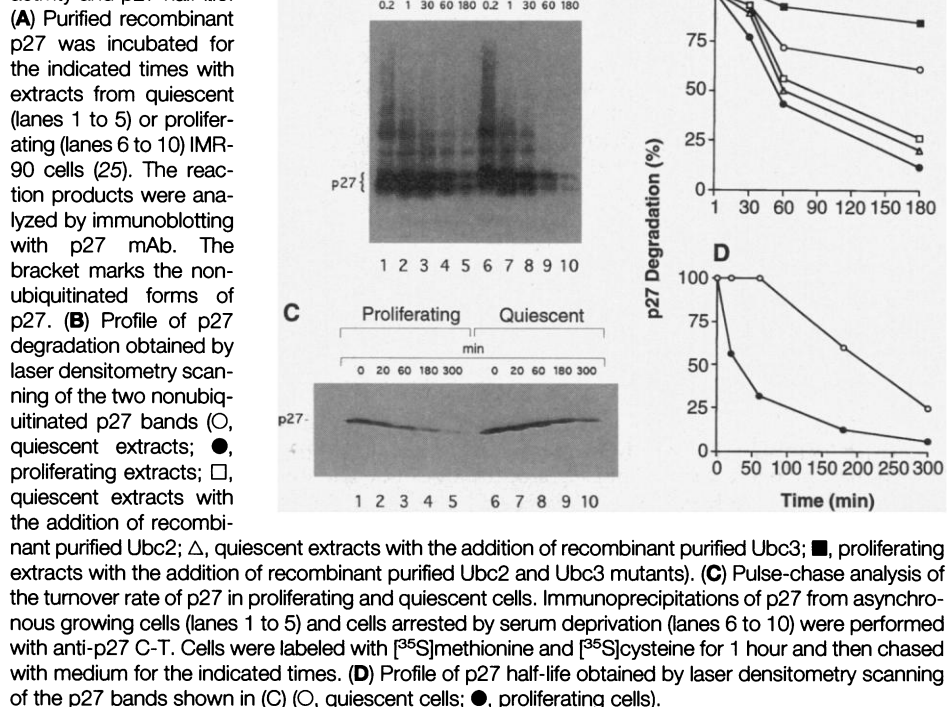 activity and p27 half-life.
(A) Purified recombinant
p27 was incubated for
the indicated times with
extracts from quiescent
(lanes 1 to 5) or prolifer-
ating (lanes 6 to 10) IMR-
90 cells (25). The reac-
tion products were ana-
lyzed by immunoblotting
with p27 mAb. The
bracket marks the non-
ubiquitinated forms of
p27. (B) Profile of p27
degradation obtained by
laser densitometry scan-
ning of the two nonubiq-
uitinated p27 bands (○,
quiescent extracts; ●,
proliferating extracts; □,
quiescent extracts with
the addition of recombi-
nant purified Ubc2; △, quiescent extracts with the addition of recombinant purified Ubc3; ■, proliferating
extracts with the addition of recombinant purified Ubc2 and Ubc3 mutants). (C) Pulse-chase analysis of
the turnover rate of p27 in proliferating and quiescent cells. Immunoprecipitations of p27 from asynchro-
nous growing cells (lanes 1 to 5) and cells arrested by serum deprivation (lanes 6 to 10) were performed
with anti-p27 C-T. Cells were labeled with [³⁵S]methionine and [³⁵S]cysteine for 1 hour and then chased
with medium for the indicated times. (D) Profile of p27 half-life obtained by laser densitometry scanning
of the p27 bands shown in (C) (○, quiescent cells; ●, proliferating cells).
0.2 1 30 60 180 0.2 1 30 60 180
p27{
1 2 3 4 5 6 7 8 9 10
C
Proliferating Quiescent
min
0 20 60 180 300 0 20 60 180 300
p27-
1 2 3 4 5 6 7 8 9 10
p27 Degradation (%)
75
50
25
0
1 30 60 90 120 150 180
D
100
75
50
25
0
0 50 100 150 200 250 300
Time (min)